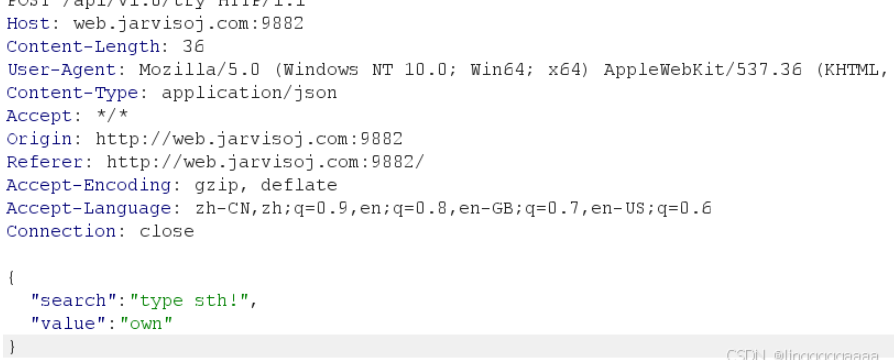 POST /api/v1.0/try HTTP/1.1
Host: web.jarvisoj.com:9882
Content-Length: 36
User-Agent: Mozilla/5.0 (Windows NT 10.0; Win64; x64) AppleWebKit/537.36 (KHTML,
Content-Type: application/json
Accept: */*
Origin: http://web.jarvisoj.com:9882
Referer: http://web.jarvisoj.com:9882/
Accept-Encoding: gzip, deflate
Accept-Language: zh-CN,zh;q=0.9,en;q=0.8,en-GB;q=0.7,en-US;q=0.6
Connection: close
{
"search":"type sth!",
"value":"own"
}
CSDN